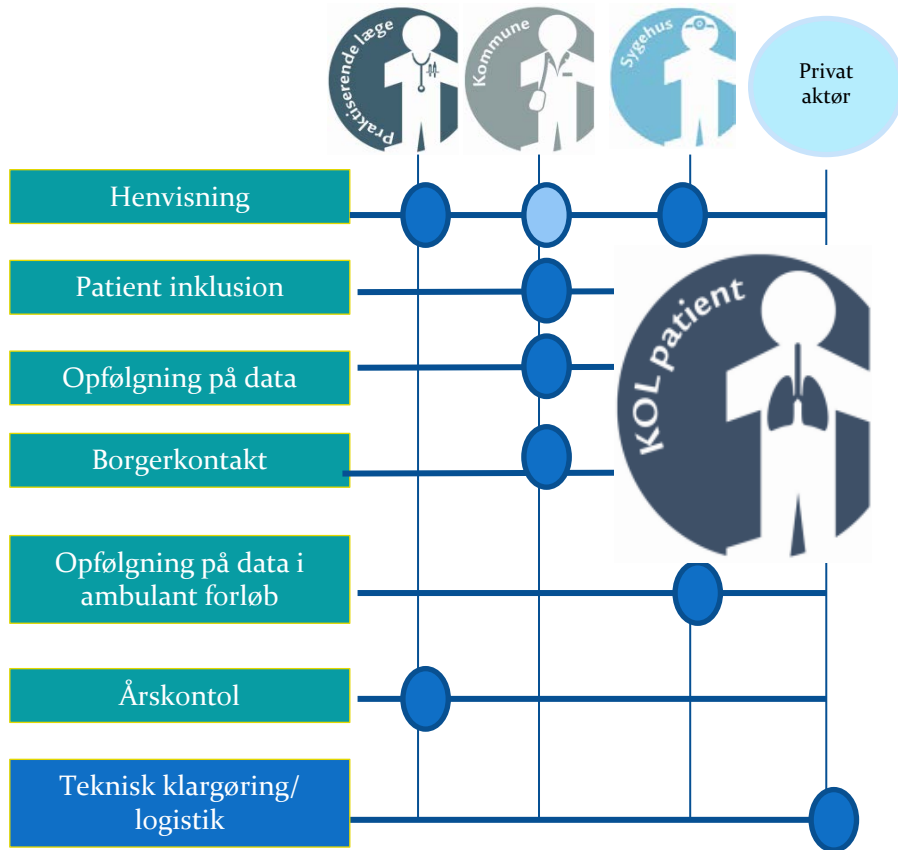 Praktiserende læge
Kommune
Sygehus
Privat
aktør
Henvisning
Patient inklusion
KOL patient
Opfølgning på data
Borgerkontakt
Opfølgning på data i
ambulant forløb
Årskontol
Teknisk klargøring/
logistik